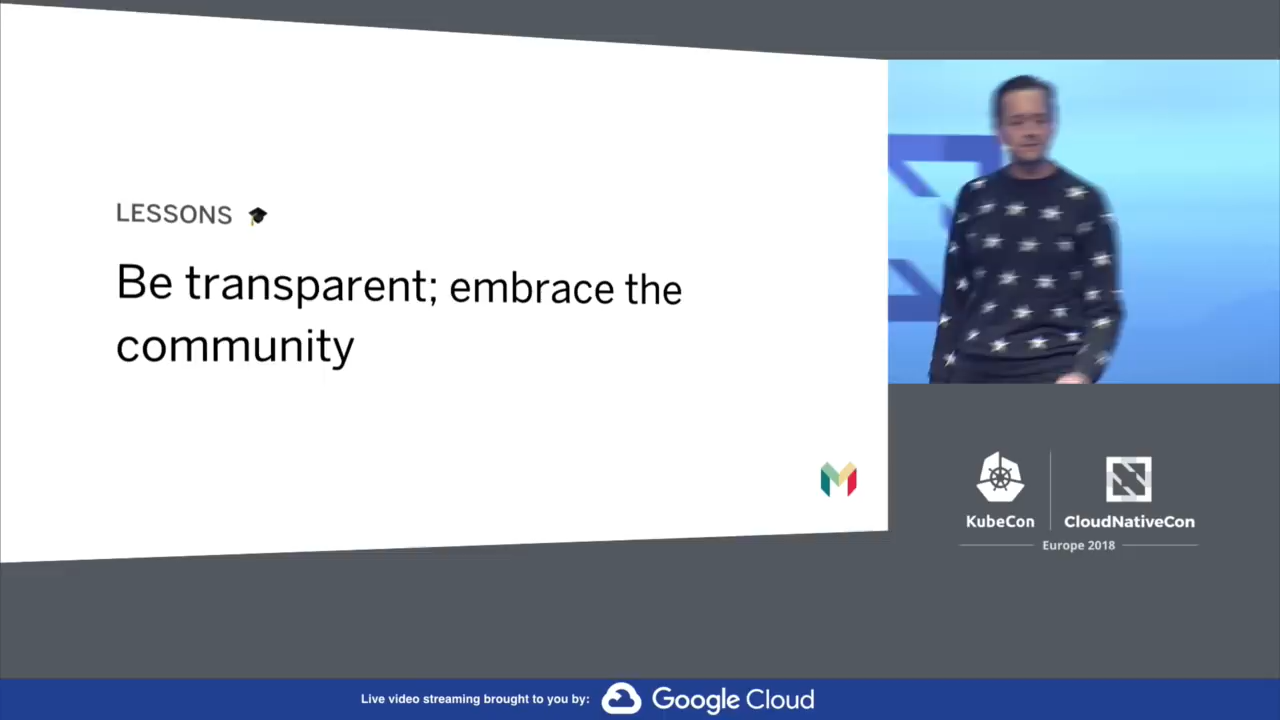 LESSONS
Be transparent; embrace the
community
KubeCon
CloudNativeCon
Europe 2018
Live video streaming brought to you by: Google Cloud